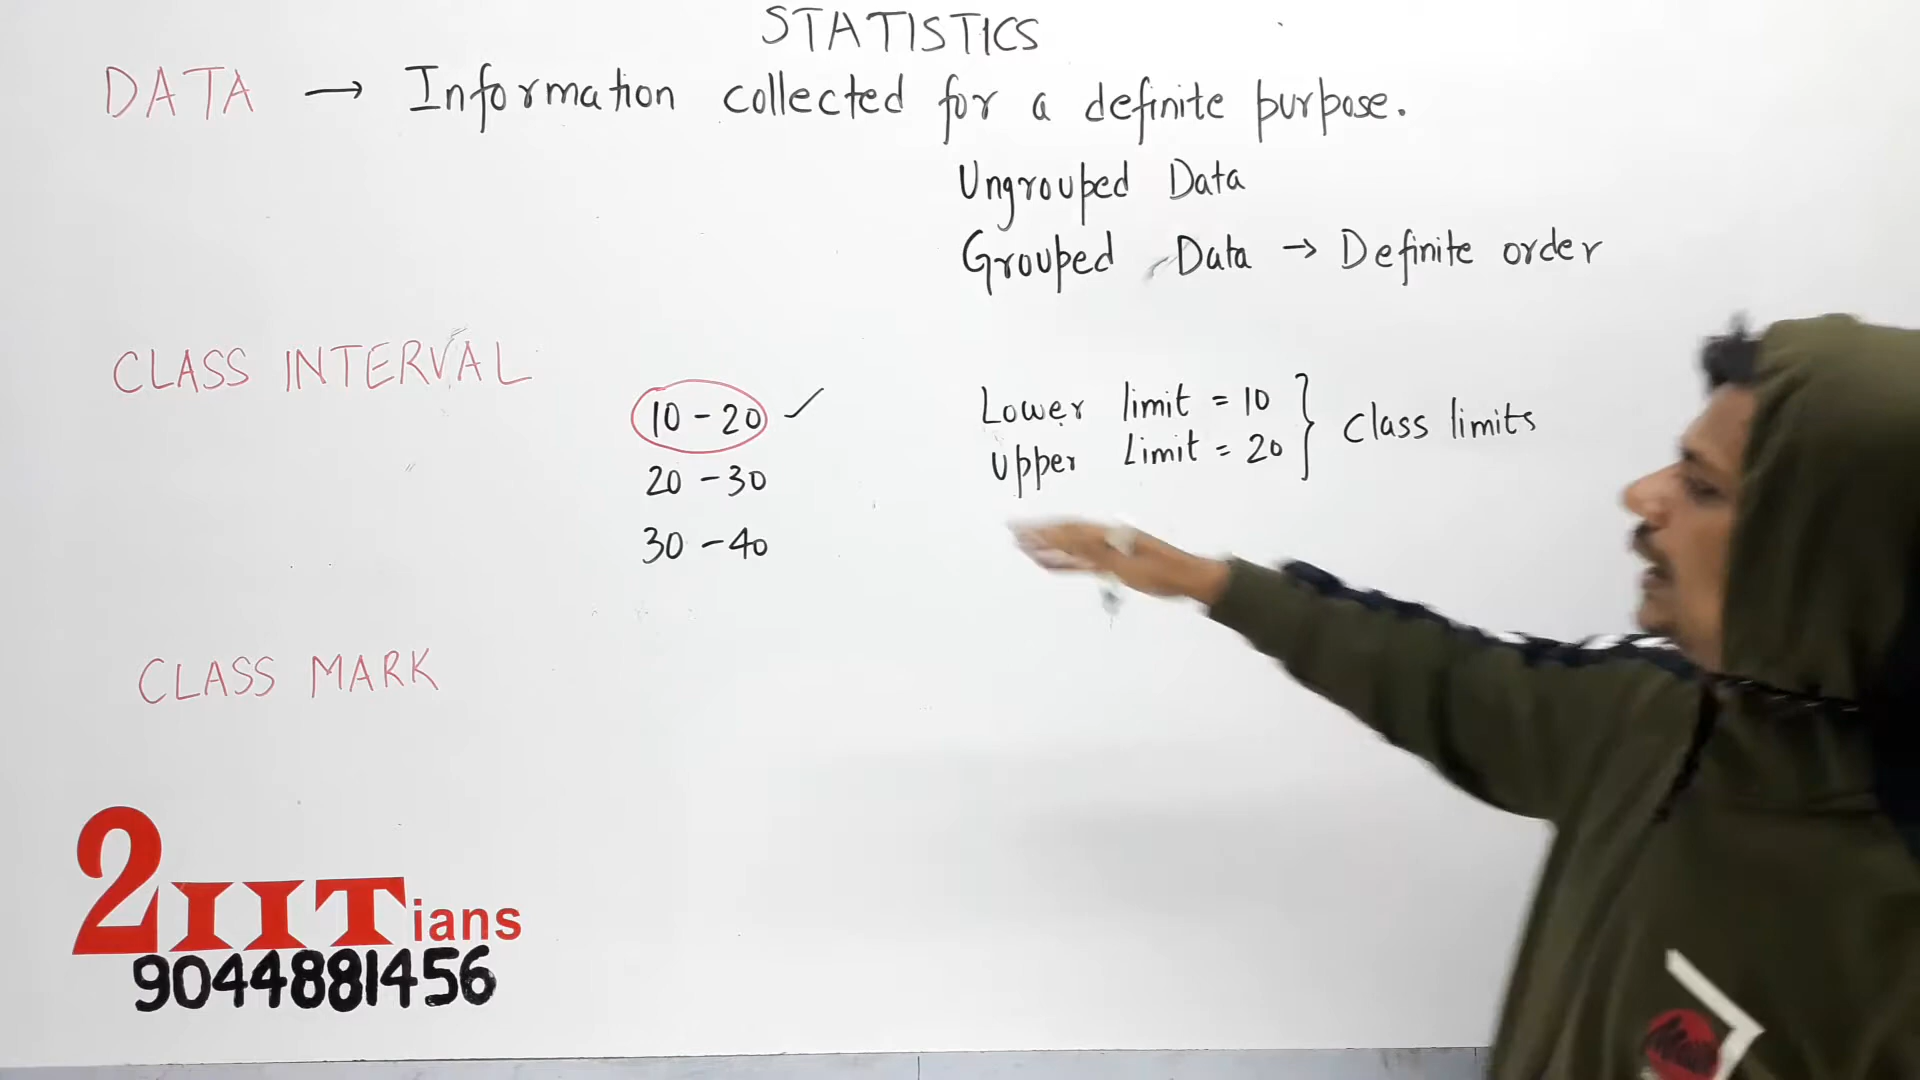 STATISTICS
DATA → Information collected for a definite purpose.
Ungrouped Data
Grouped Data → Definite order
CLASS INTERVAL
10 - 20 ✓
20 - 30
30 - 40
Lower limit = 10
Upper Limit = 20
} Class limits
CLASS MARK
2IITians
9044881456